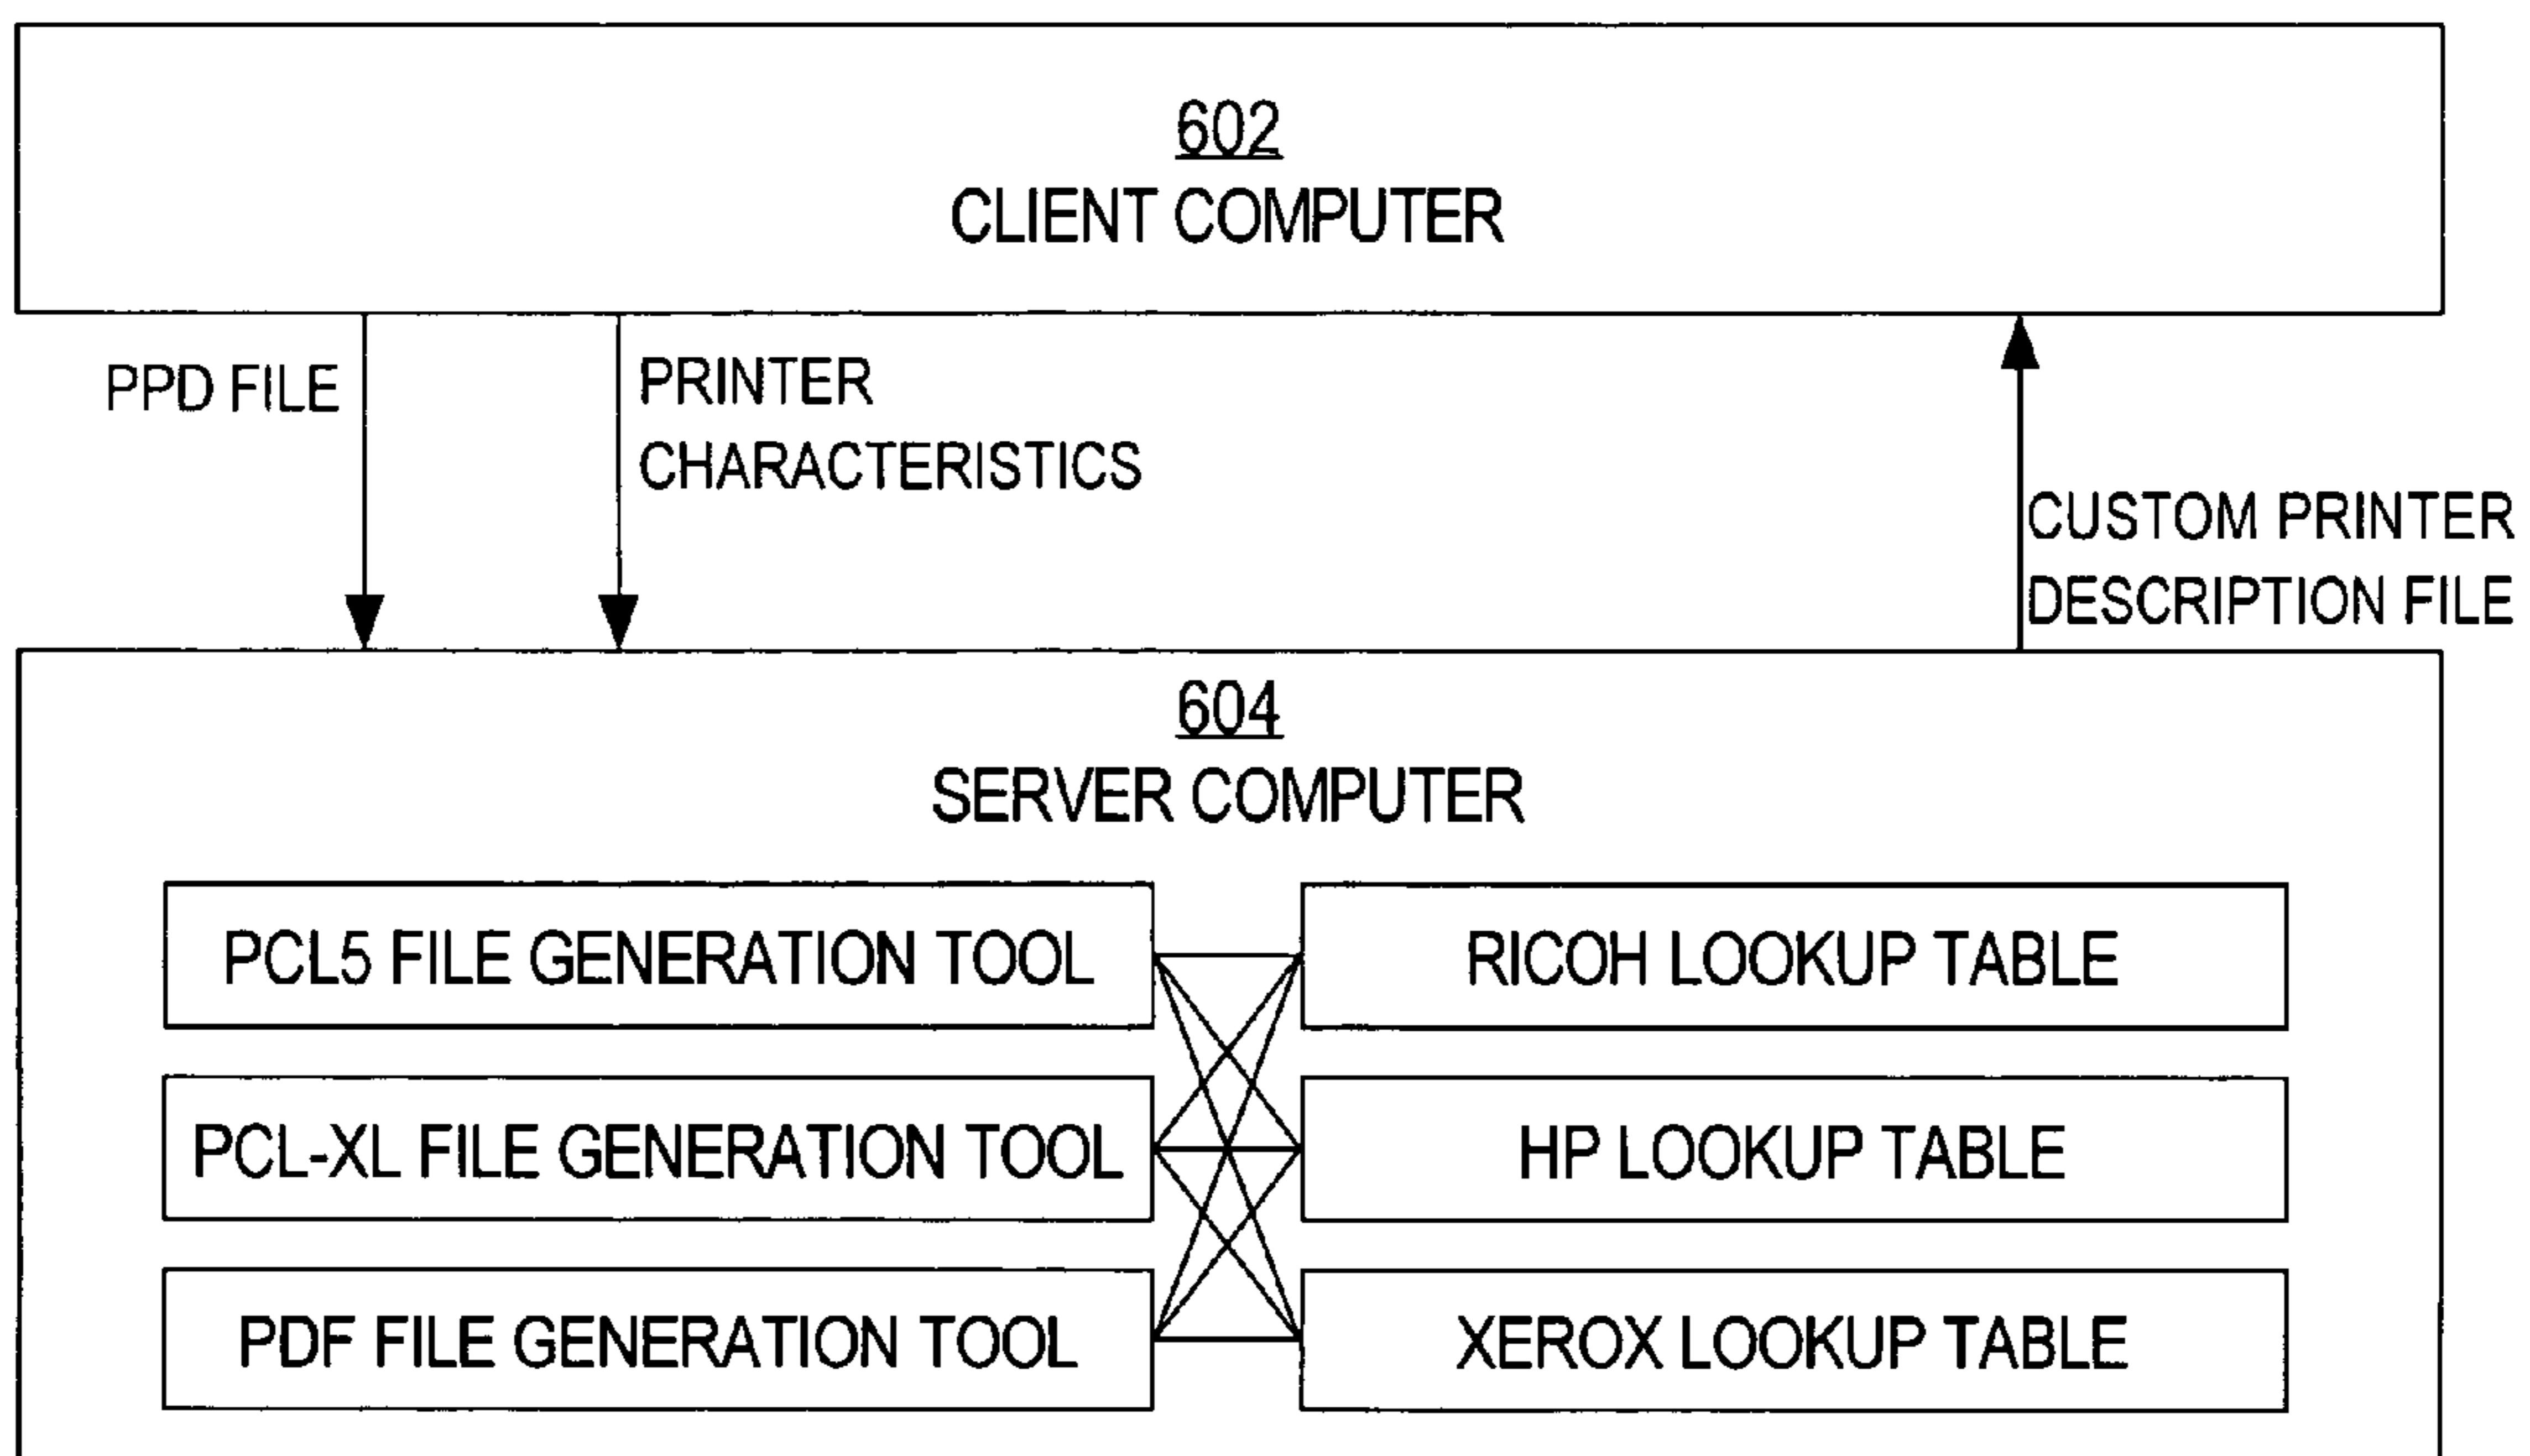 602
CLIENT COMPUTER
PPD FILE
PRINTER
CHARACTERISTICS
CUSTOM PRINTER
DESCRIPTION FILE
604
SERVER COMPUTER
PCL5 FILE GENERATION TOOL
RICOH LOOKUP TABLE
PCL-XL FILE GENERATION TOOL
HP LOOKUP TABLE
PDF FILE GENERATION TOOL
XEROX LOOKUP TABLE